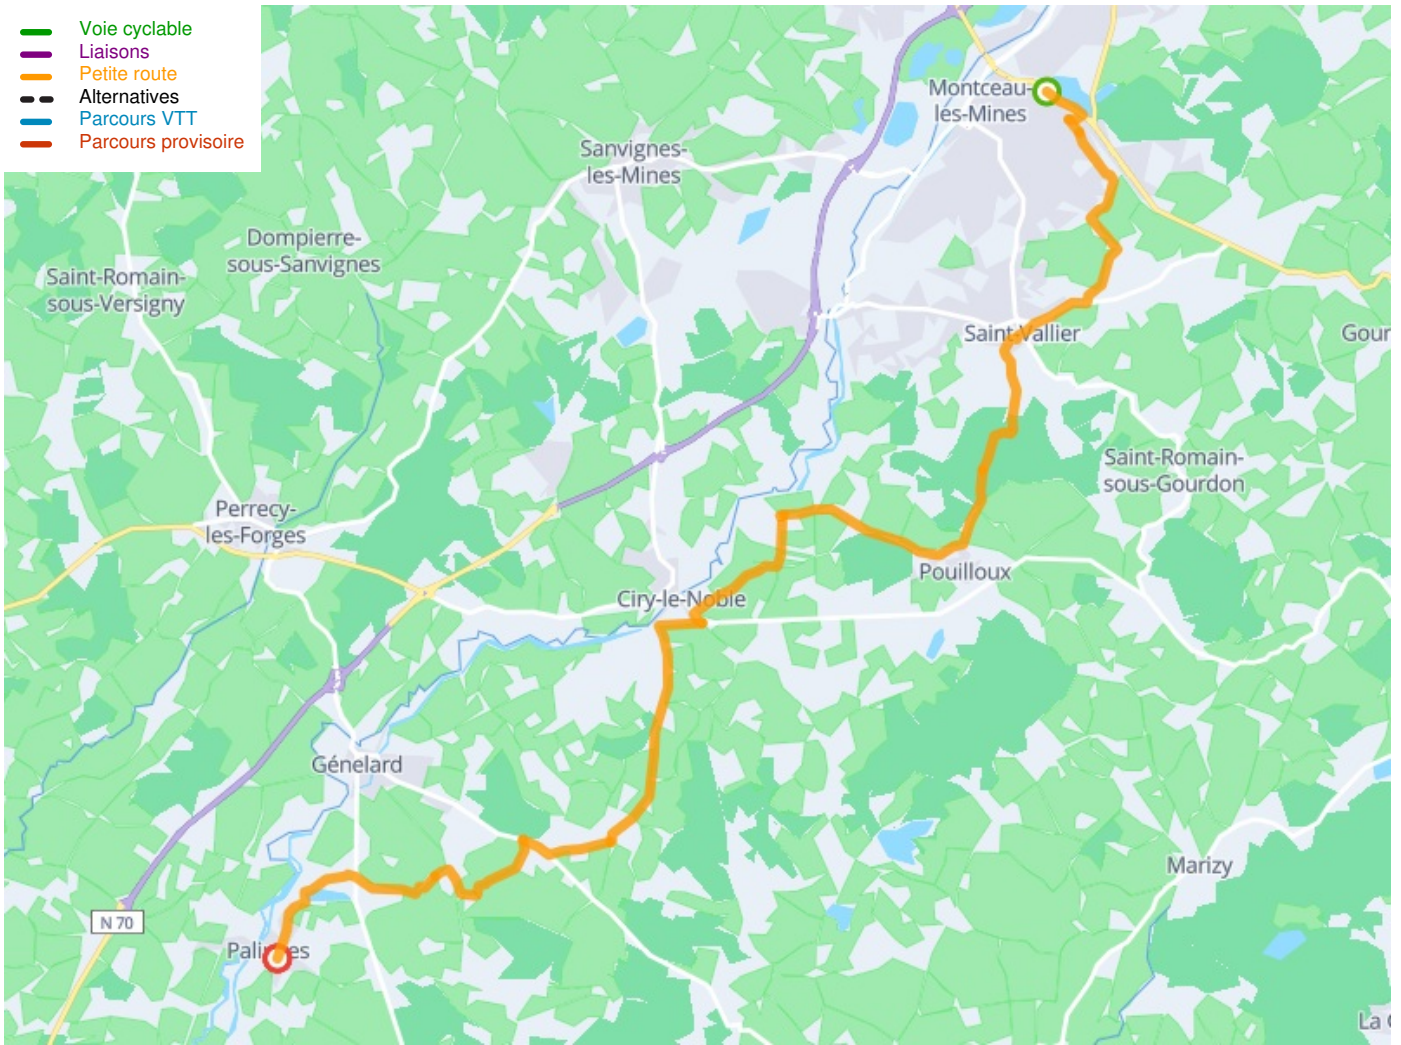 Voie cyclable
Liaisons
Petite route
Alternatives
Parcours VTT
Parcours provisoire
Montceau-
les-Mines
Sanvignes-
les-Mines
Dompierre-
sous-Sanvignes
Saint-Romain-
sous-Versigny
Saint-Vallier
Gour
Saint-Romain-
sous-Gourdon
Perrecy-
les-Forges
Pouilloux
Ciry-le-Noble
Génelard
Marizy
N 70
La